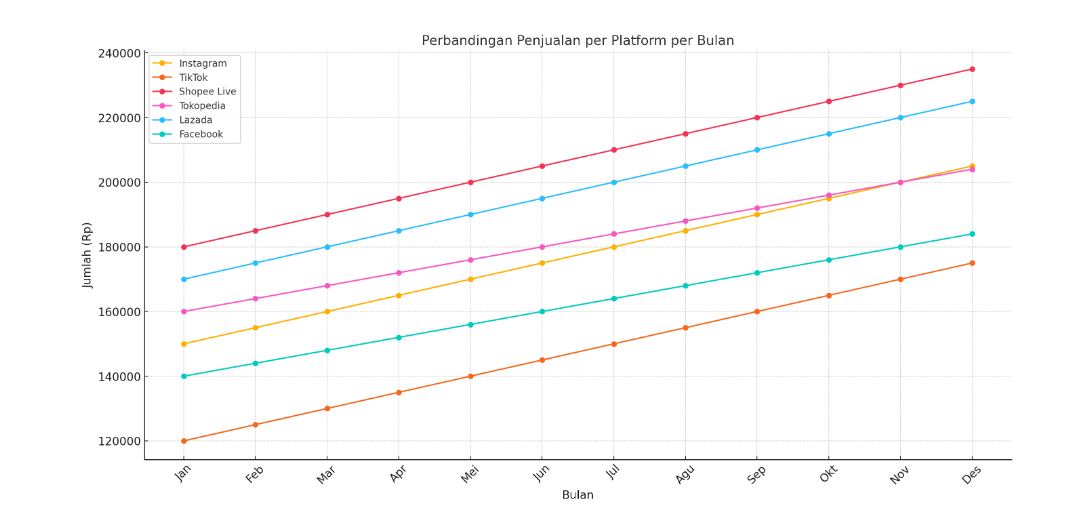 Perbandingan Penjualan per Platform per Bulan
240000
220000
200000
180000
160000
140000
120000
Jumlah (Rp)
Instagram
TikTok
Shopee Live
Tokopedia
Lazada
Facebook
Jan Feb Mar Apr Mei Jun Jul Agu Sep Okt Nov Des
Bulan